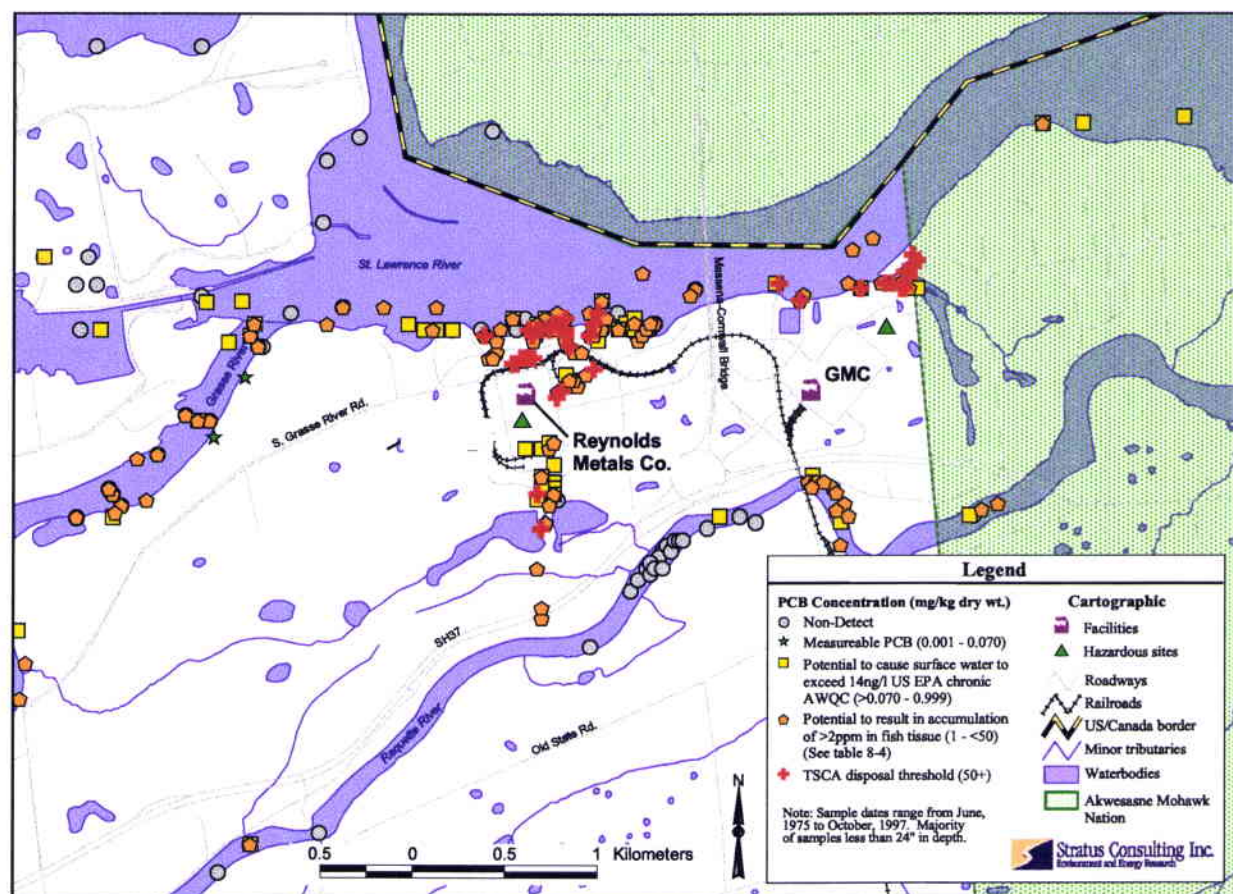 St. Lawrence River
Massena-Cornwall Bridge
Grasse River
S. Grasse River Rd.
GMC
Reynolds
Metals Co.
SH37
Raquette River
Old State Rd.
N
0.5
0
0.5
1
Kilometers
Legend
PCB Concentration (mg/kg dry wt.)
Non-Detect
Measureable PCB (0.001 - 0.070)
Potential to cause surface water to
exceed 14ng/l US EPA chronic
AWQC (>0.070 - 0.999)
Potential to result in accumulation
of >2ppm in fish tissue (1 - <50)
(See table 8-4)
TSCA disposal threshold (50+)
Note: Sample dates range from June,
1975 to October, 1997. Majority
of samples less than 24" in depth.
Cartographic
Facilities
Hazardous sites
Roadways
Railroads
US/Canada border
Minor tributaries
Waterbodies
Akwesasne Mohawk
Nation
Stratus Consulting Inc.
Environment and Energy Research